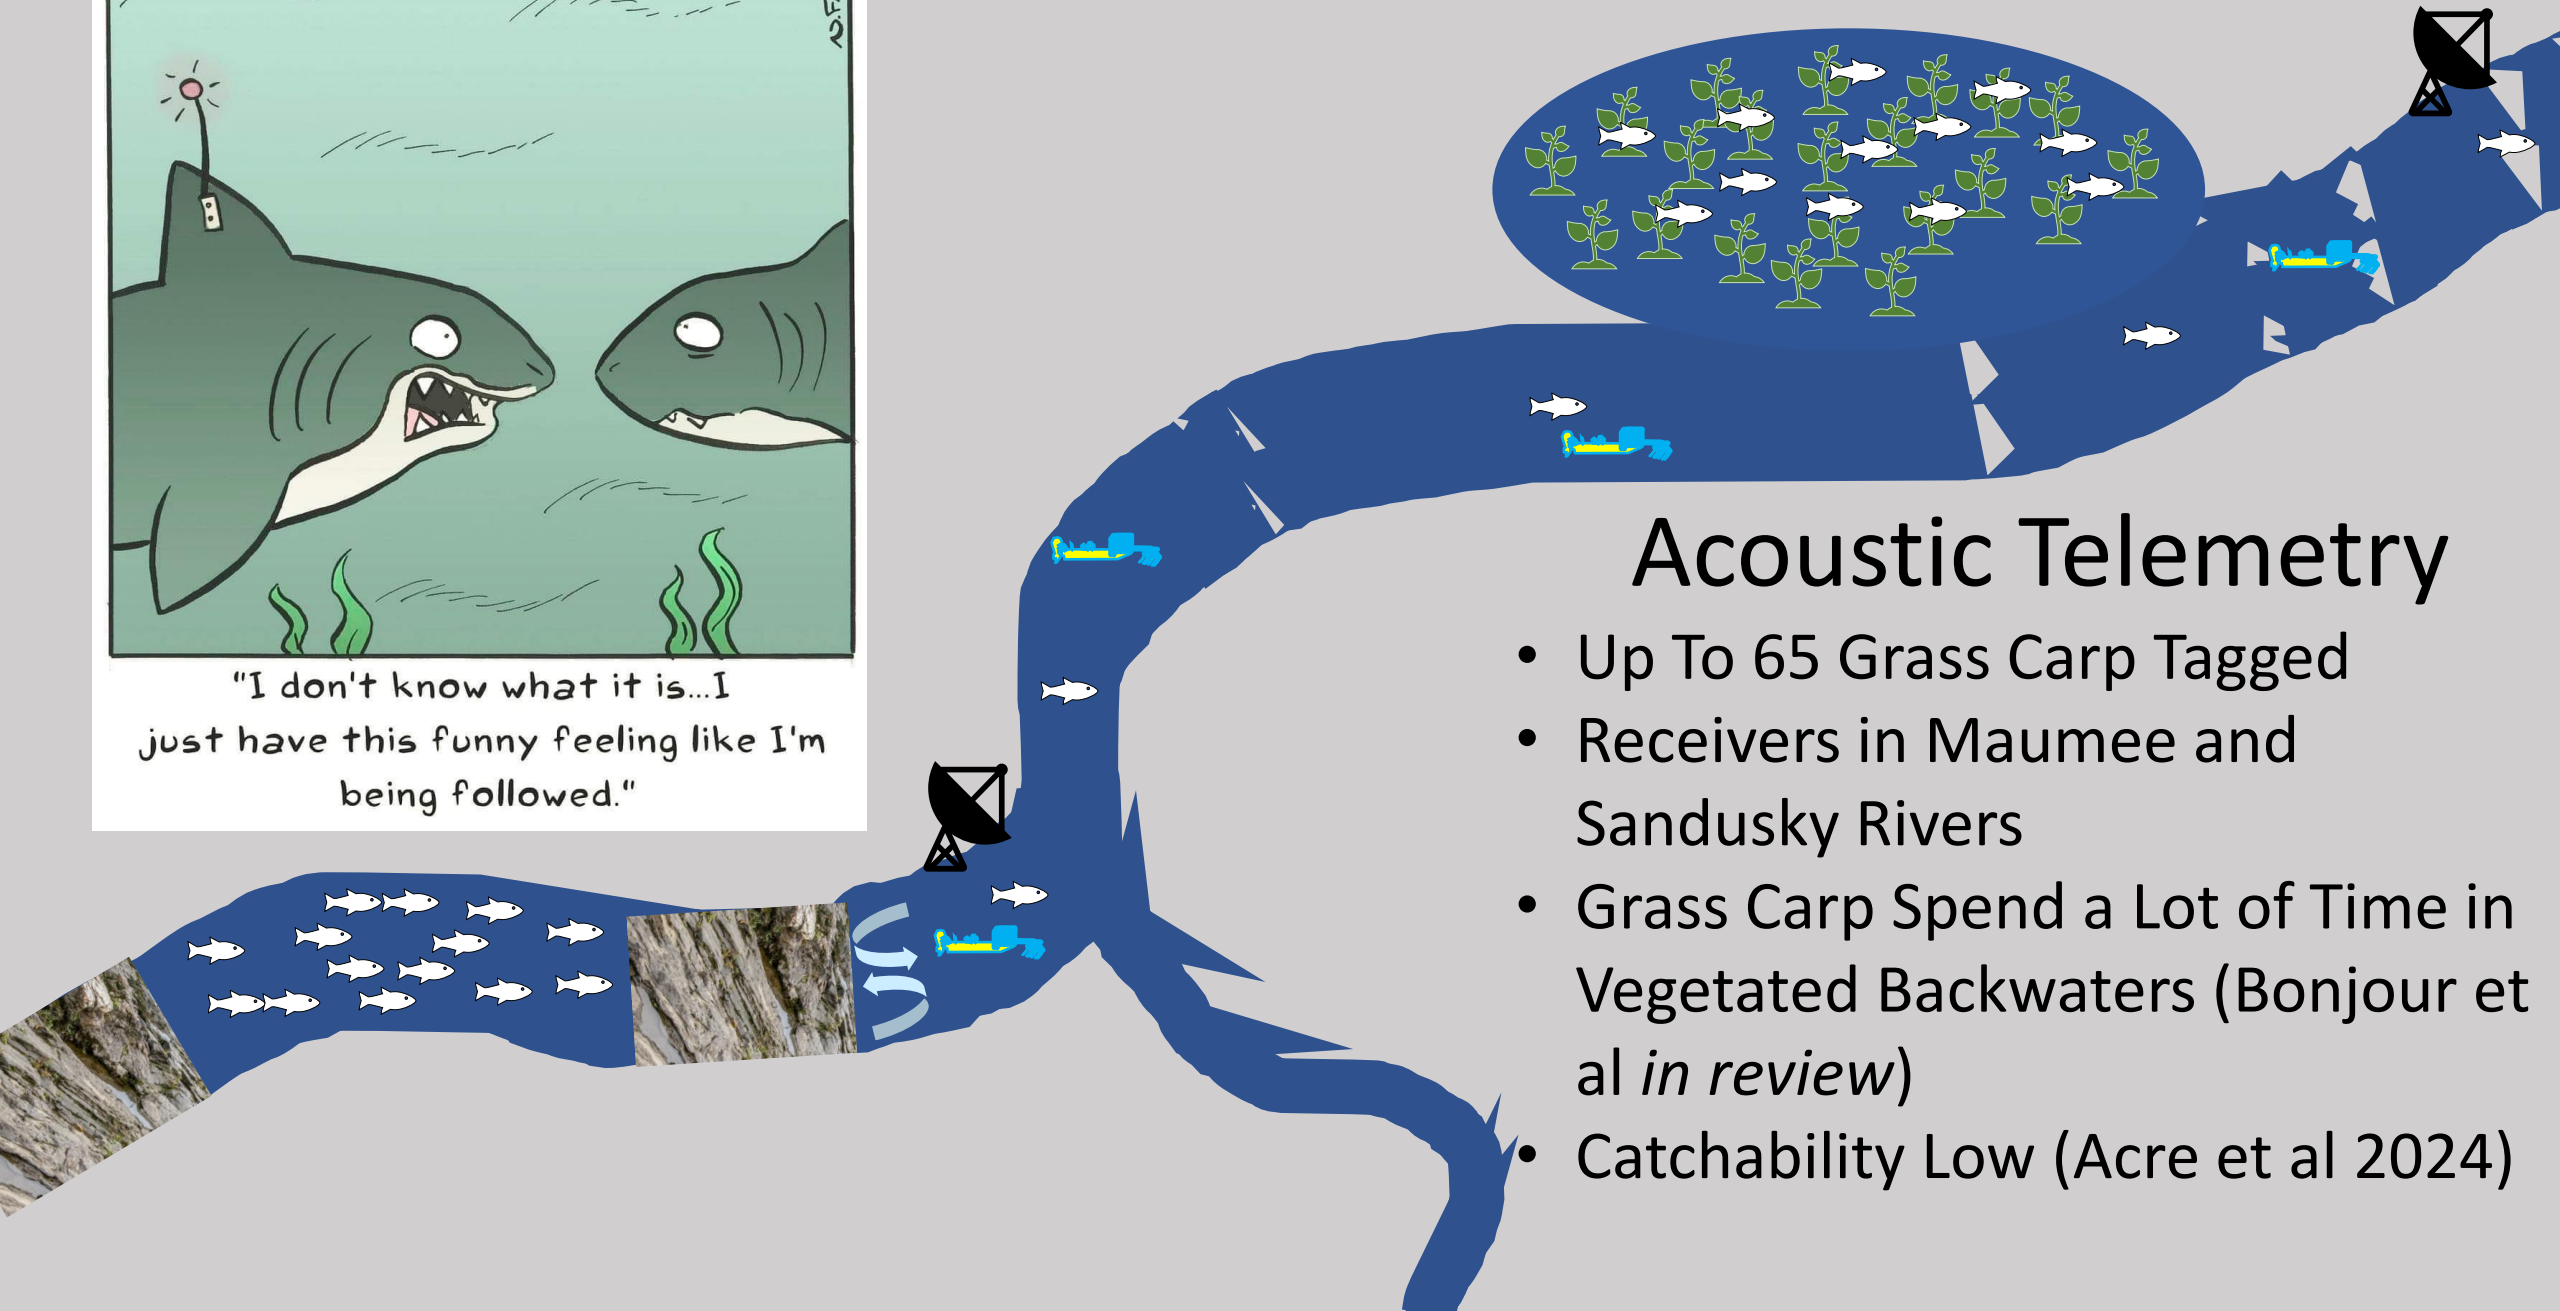 "I don't know what it is...I
just have this funny feeling like I'm
being followed."
Acoustic Telemetry
• Up To 65 Grass Carp Tagged
• Receivers in Maumee and
Sandusky Rivers
• Grass Carp Spend a Lot of Time in
Vegetated Backwaters (Bonjour et
al in review)
• Catchability Low (Acre et al 2024)